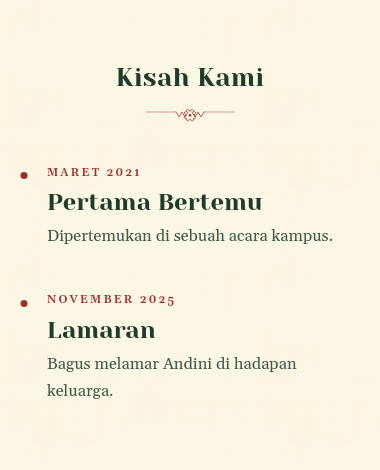 Kisah Kami
MARET 2021
Pertama Bertemu
Dipertemukan di sebuah acara kampus.
NOVEMBER 2025
Lamaran
Bagus melamar Andini di hadapan
keluarga.